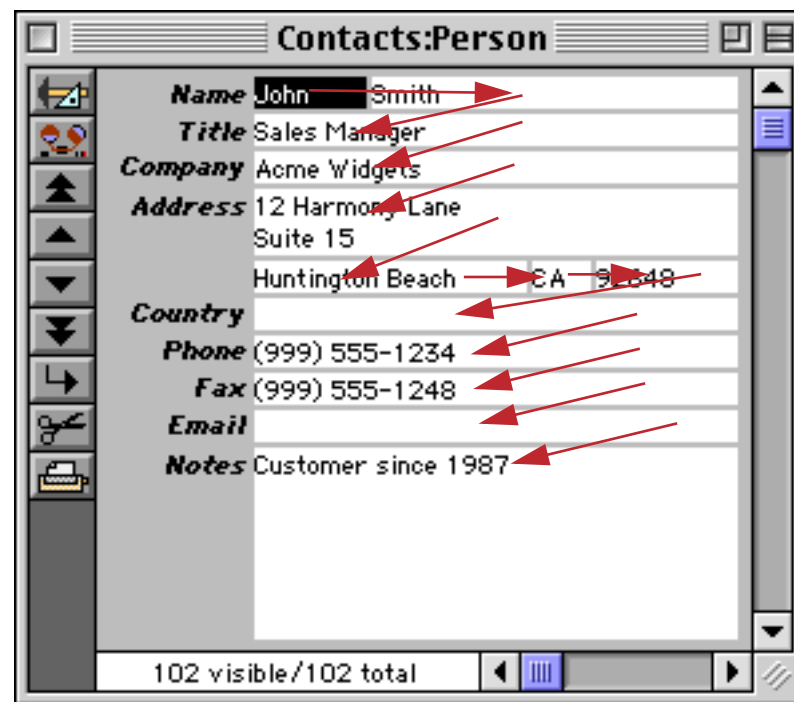 Contacts:Person
Name John Smith
Title Sales Manager
Company Acme Widgets
Address 12 Harmony Lane
Suite 15
Huntington Beach CA 92648
Country
Phone (999) 555-1234
Fax (999) 555-1248
Email
Notes Customer since 1987
102 visible/102 total